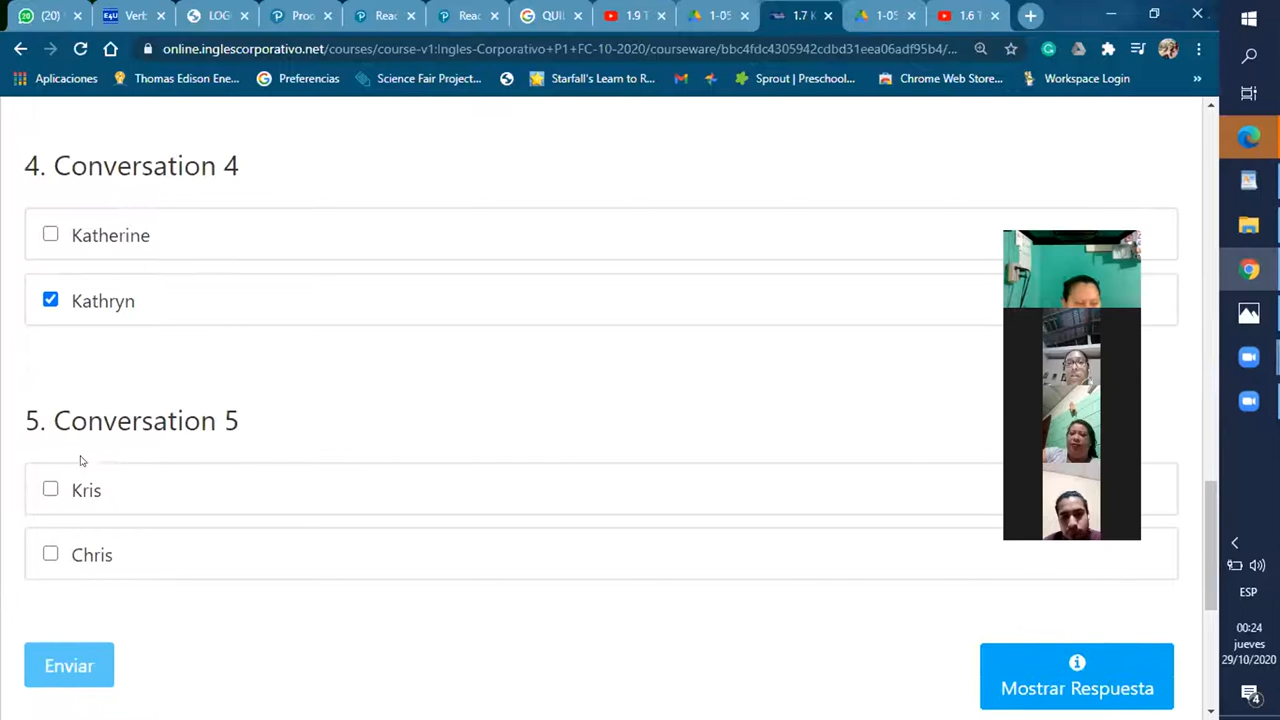 (20)
Vert
LOG
Proc
Rea
Rea
QUI
1.9 T
1-05
1.7 K
1-05
1.6 T
online.inglescorporativo.net/courses/course-v1:Ingles-Corporativo+P1+FC-10-2020/courseware/bbc4fdc4305942cdbd31eea06adf95b4/...
Aplicaciones
Thomas Edison Ene...
Preferencias
Science Fair Project...
Starfall's Learn to R...
Sprout | Preschool...
Chrome Web Store...
Workspace Login
»
4. Conversation 4
Katherine
Kathryn
5. Conversation 5
Kris
Chris
Enviar
Mostrar Respuesta
ESP
00:24
jueves
29/10/2020
4